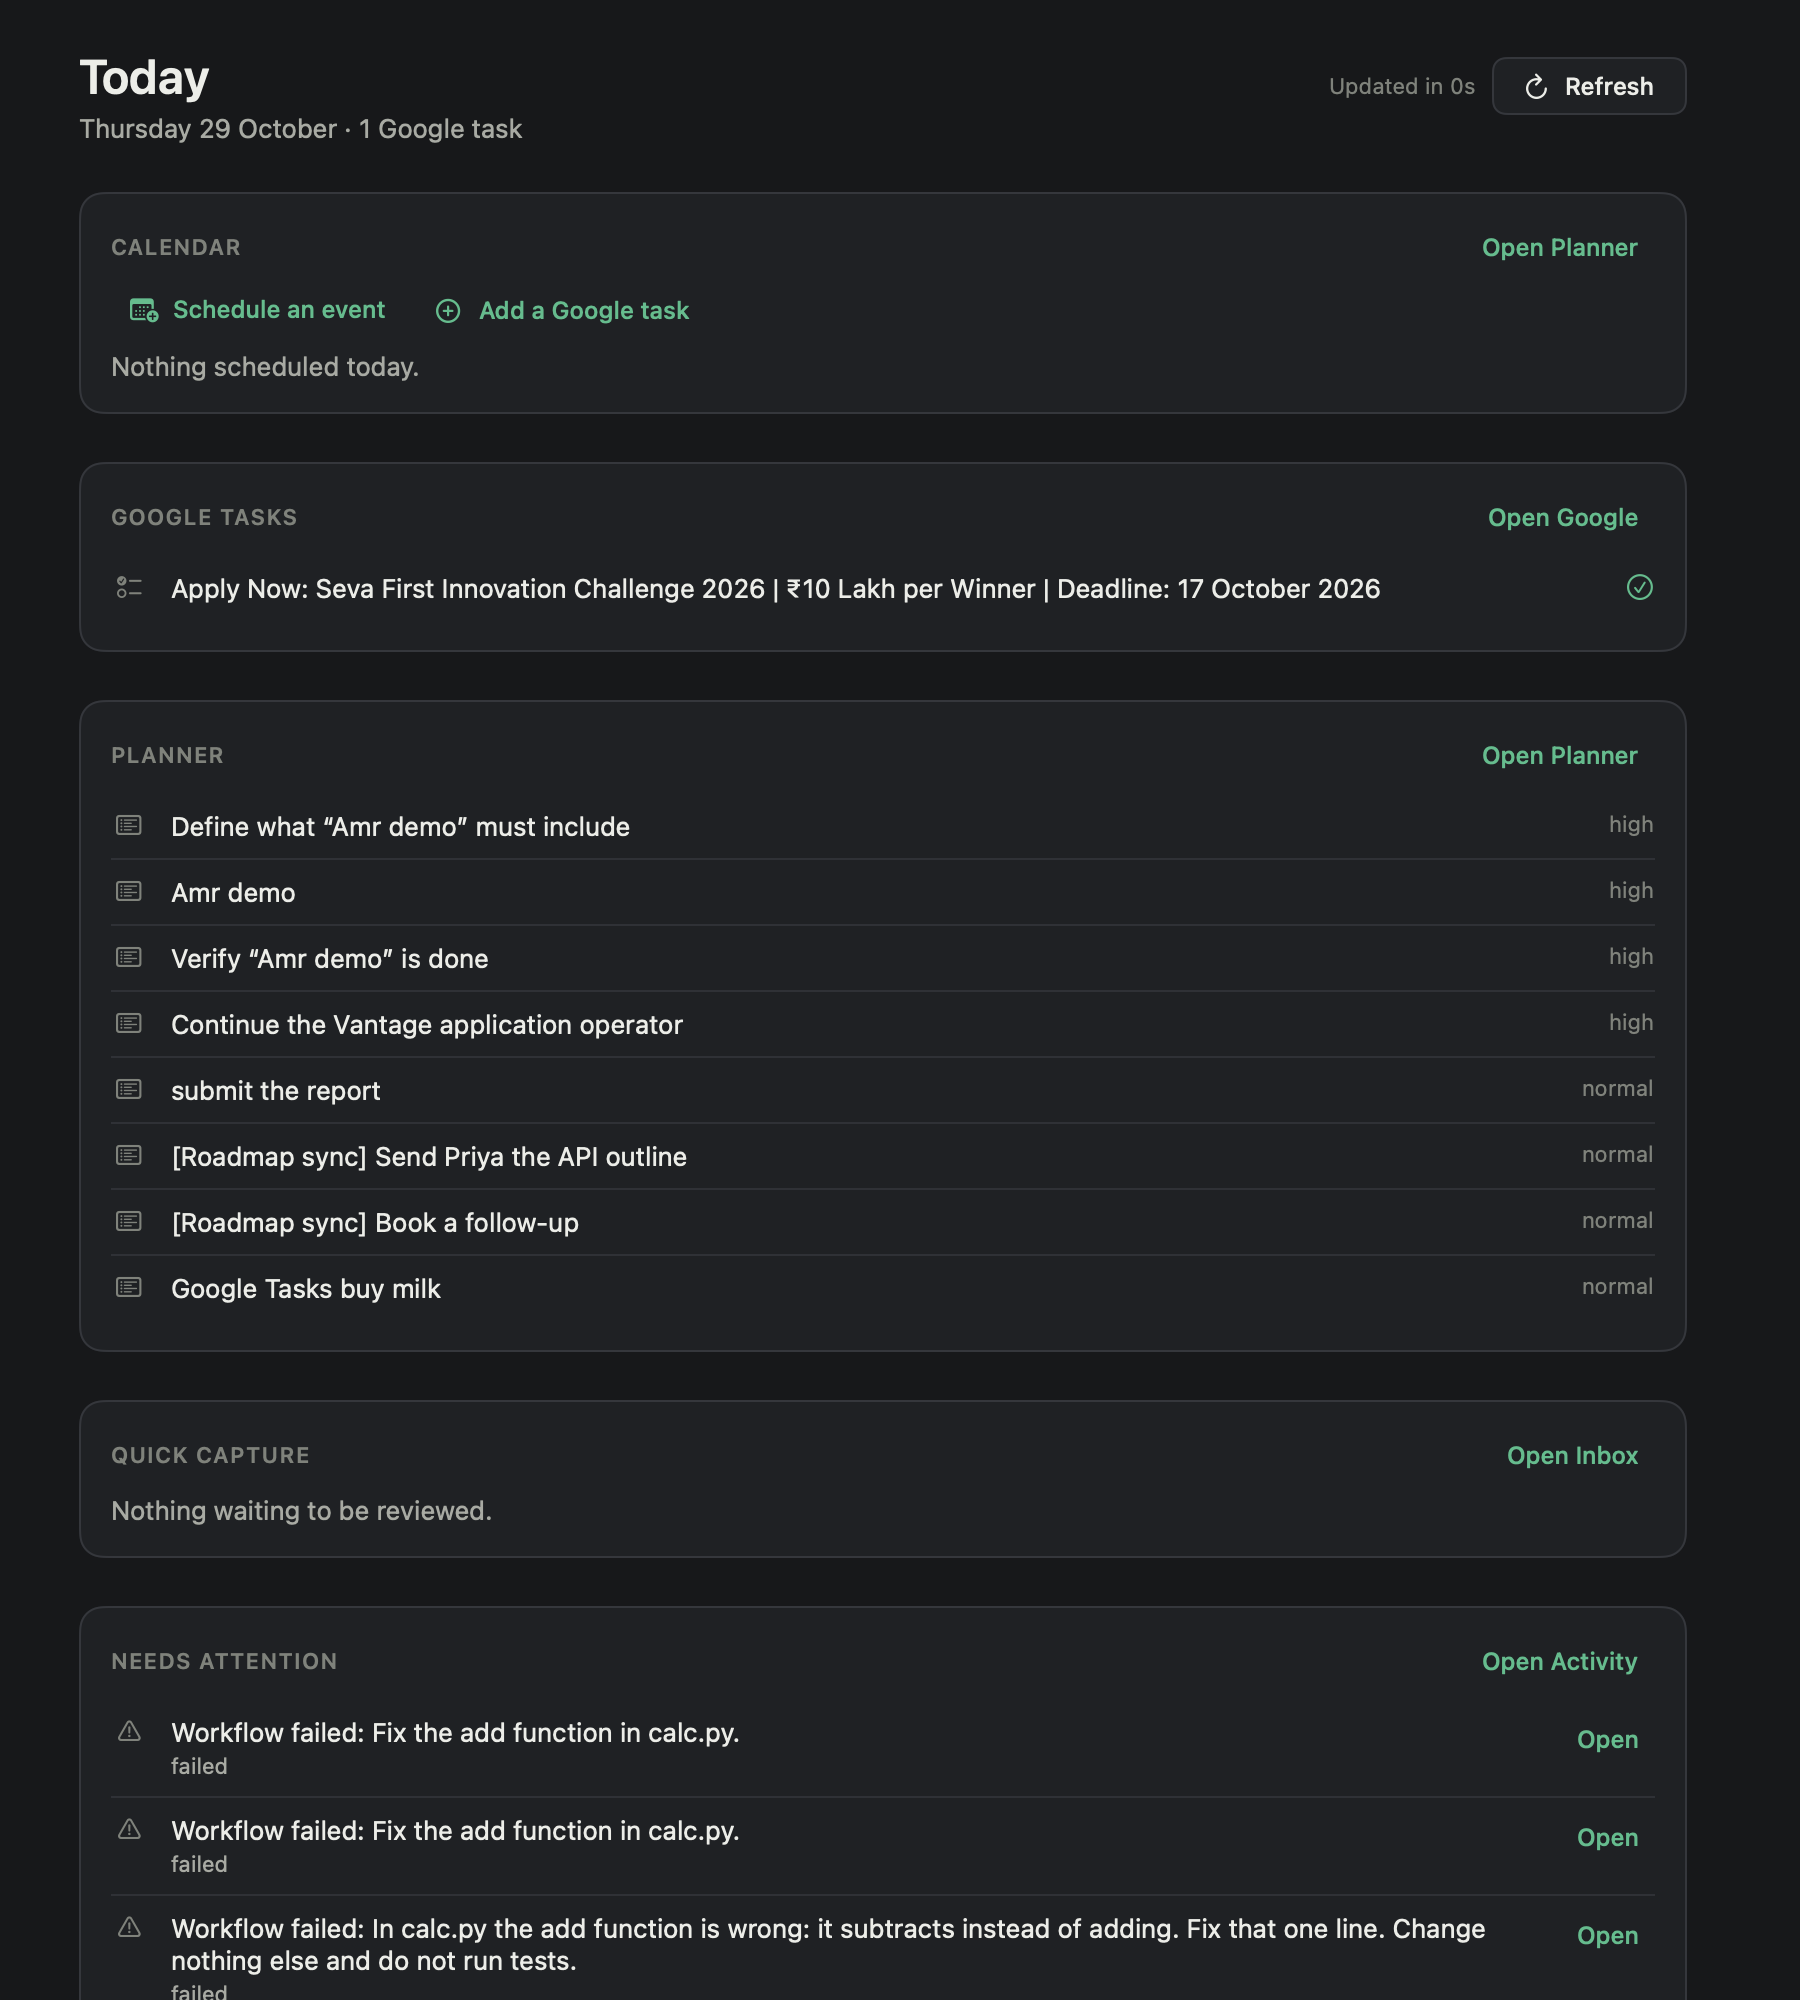 Today
Updated in 0s
Refresh
Thursday 29 October · 1 Google task
CALENDAR
Open Planner
Schedule an event
Add a Google task
Nothing scheduled today.
GOOGLE TASKS
Open Google
Apply Now: Seva First Innovation Challenge 2026 | ₹10 Lakh per Winner | Deadline: 17 October 2026
PLANNER
Open Planner
Define what “Amr demo” must include
high
Amr demo
high
Verify “Amr demo” is done
high
Continue the Vantage application operator
high
submit the report
normal
[Roadmap sync] Send Priya the API outline
normal
[Roadmap sync] Book a follow-up
normal
Google Tasks buy milk
normal
QUICK CAPTURE
Open Inbox
Nothing waiting to be reviewed.
NEEDS ATTENTION
Open Activity
Workflow failed: Fix the add function in calc.py.
failed
Open
Workflow failed: Fix the add function in calc.py.
failed
Open
Workflow failed: In calc.py the add function is wrong: it subtracts instead of adding. Fix that one line. Change
nothing else and do not run tests.
failed
Open